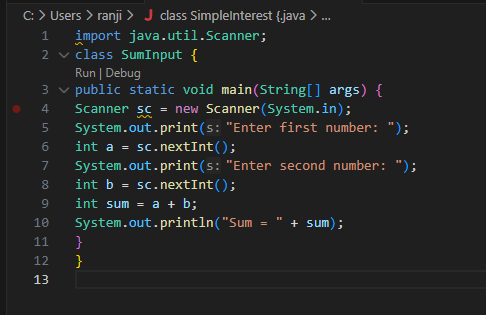 C: > Users > ranji > J class SimpleInterest {.java > ...
1 import java.util.Scanner;
2 class SumInput {
Run | Debug
3 public static void main(String[] args) {
4 Scanner sc = new Scanner(System.in);
5 System.out.print(s: "Enter first number: ");
6 int a = sc.nextInt();
7 System.out.print(s: "Enter second number: ");
8 int b = sc.nextInt();
9 int sum = a + b;
10 System.out.println("Sum = " + sum);
11 }
12 }
13